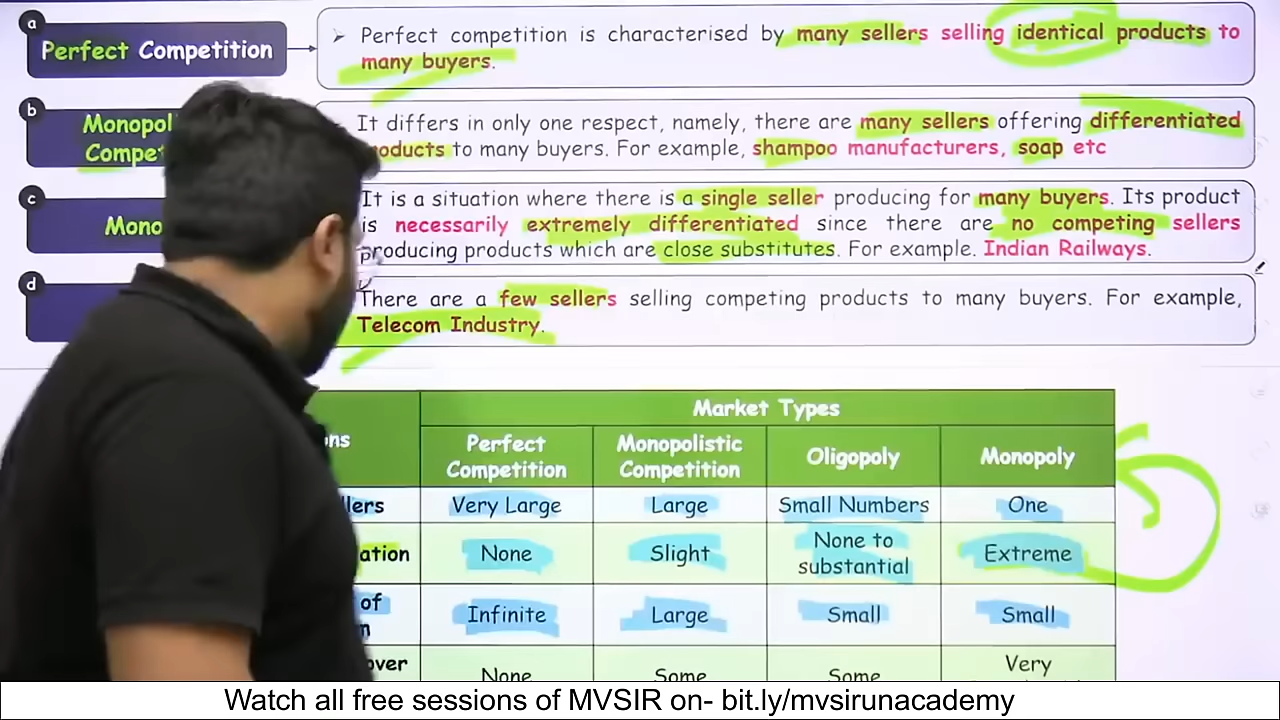 a
Perfect Competition
➤ Perfect competition is characterised by many sellers selling identical products to
many buyers.
b
Monopol
Compet
It differs in only one respect, namely, there are many sellers offering differentiated
oducts to many buyers. For example, shampoo manufacturers, soap etc
c
Mono
It is a situation where there is a single seller producing for many buyers. Its product
is necessarily extremely differentiated since there are no competing sellers
producing products which are close substitutes. For example. Indian Railways.
d
There are a few sellers selling competing products to many buyers. For example,
Telecom Industry.
ns
Market Types
Perfect
Competition
Monopolistic
Competition
Oligopoly
Monopoly
lers
Very Large
Large
Small Numbers
One
ation
None
Slight
None to
substantial
Extreme
of
n
Infinite
Large
Small
Small
over
None
Some
Some
Very
Watch all free sessions of MVSIR on- bit.ly/mvsirunacademy